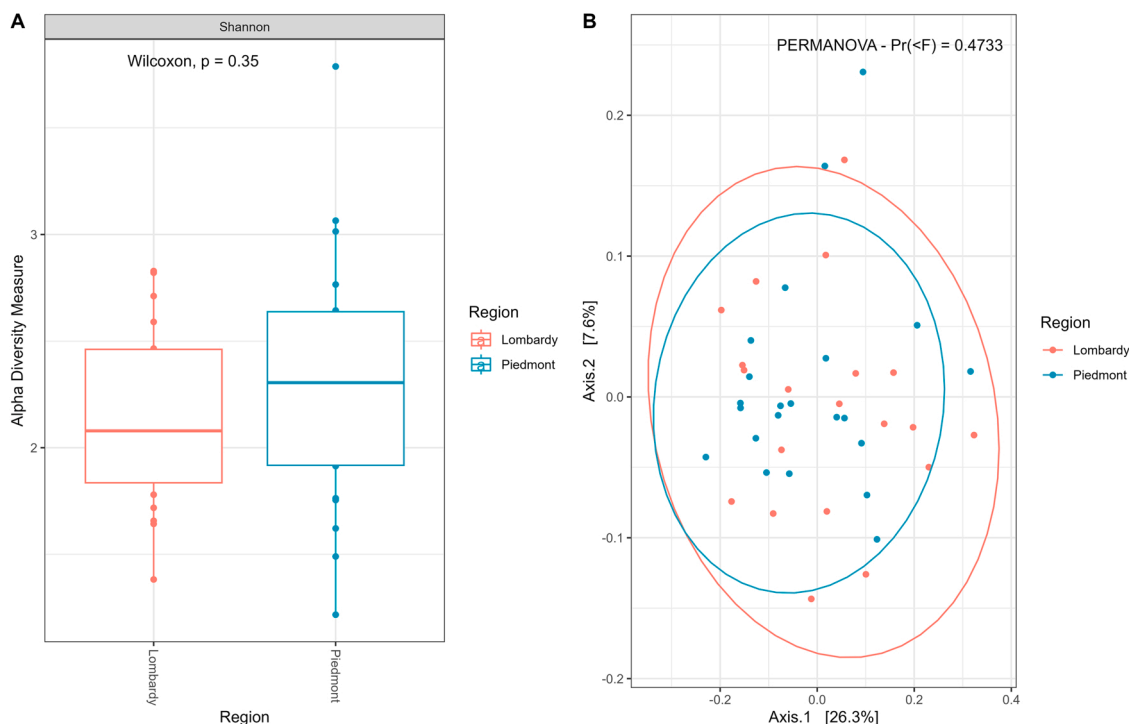 A
Shannon
Wilcoxon, p = 0.35
3
2
Alpha Diversity Measure
Lombardy
Piedmont
Region
Region
a Lombardy
a Piedmont
B
PERMANOVA - Pr(<F) = 0.4733
0.2
0.1
0.0
-0.1
-0.2
Axis.2 [7.6%]
-0.2
0.0
0.2
0.4
Axis.1 [26.3%]
Region
Lombardy
Piedmont